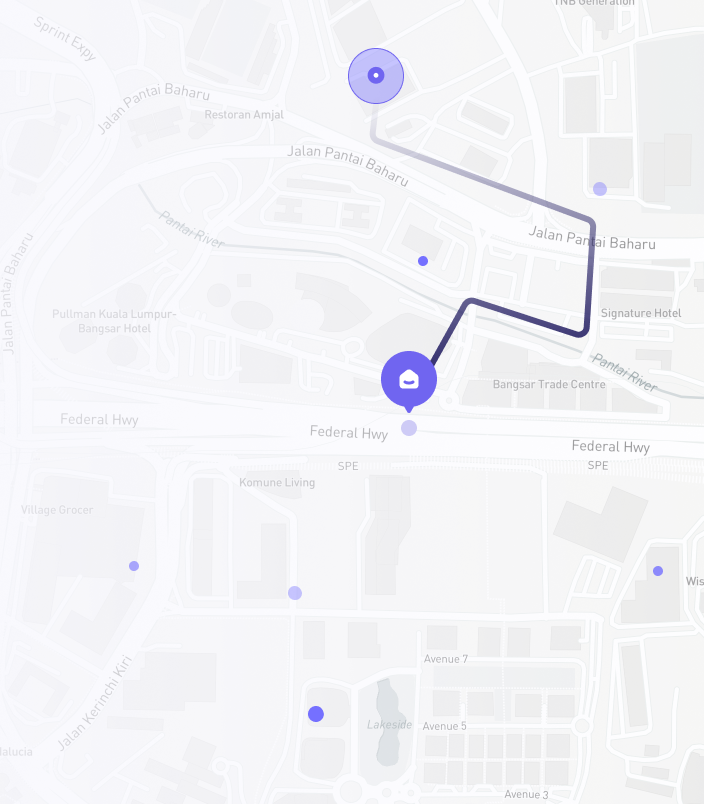 TNB Generation
Sprint Expy
Jalan Pantai Baharu
Restoran Amjal
Jalan Pantai Baharu
Pantai River
Jalan Pantai Baharu
Jalan Pantai Baharu
Pullman Kuala Lumpur-
Bangsar Hotel
Signature Hotel
Pantai River
Bangsar Trade Centre
Federal Hwy
Federal Hwy
Federal Hwy
SPE
SPE
Komune Living
Village Grocer
Wis
Avenue 7
Jalan Kerinchi Kiri
Lakeside
Avenue 5
alucia
Avenue 3